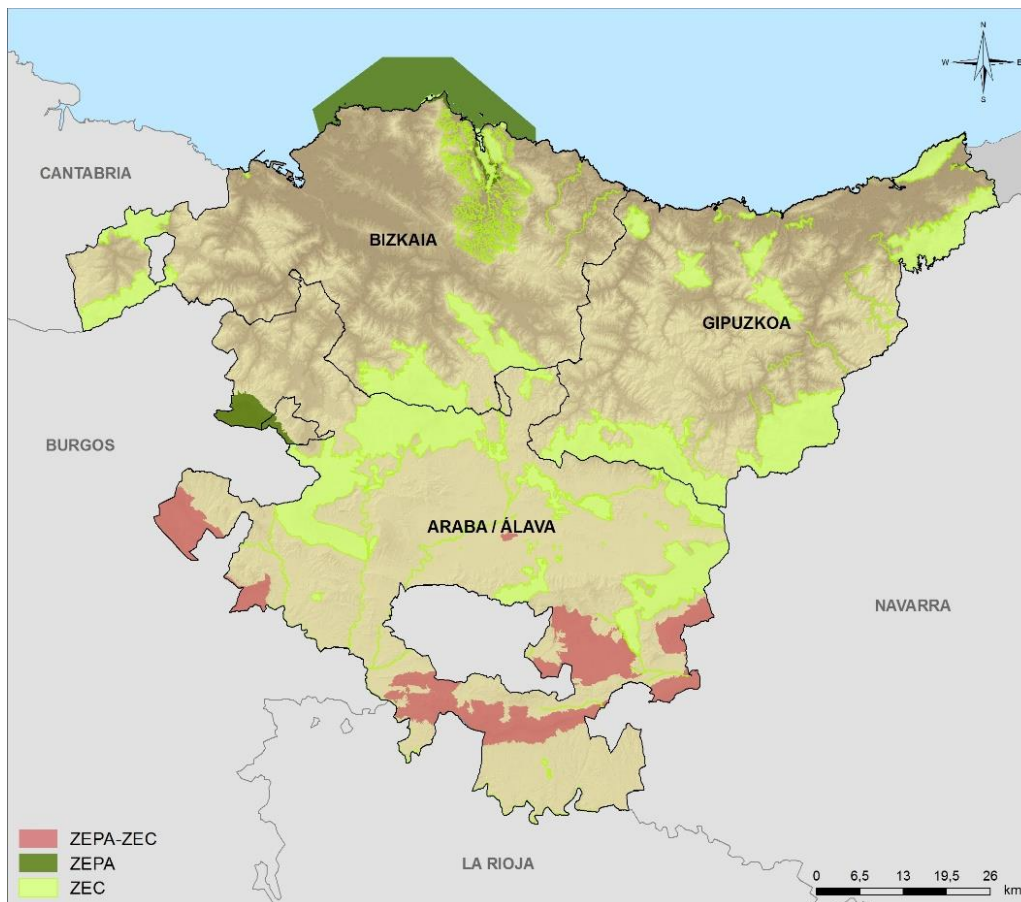 N
W E
S
CANTABRIA
BIZKAIA
GIPUZKOA
BURGOS
ARABA / ÁLAVA
NAVARRA
ZEPA-ZEC
ZEPA
ZEC
LA RIOJA
0 6,5 13 19,5 26
km